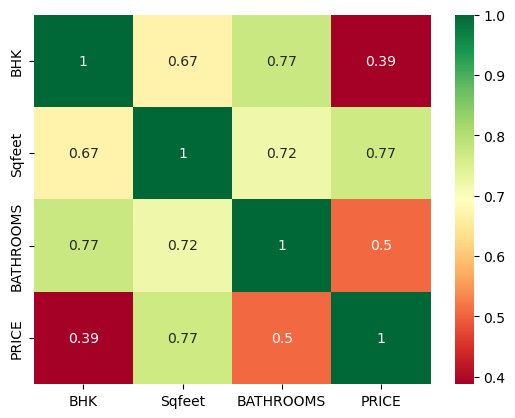 BHK 1 0.67 0.77 0.39
Sqfeet 0.67 1 0.72 0.77
BATHROOMS 0.77 0.72 1 0.5
PRICE 0.39 0.77 0.5 1
BHK Sqfeet BATHROOMS PRICE
1.0
0.9
0.8
0.7
0.6
0.5
0.4